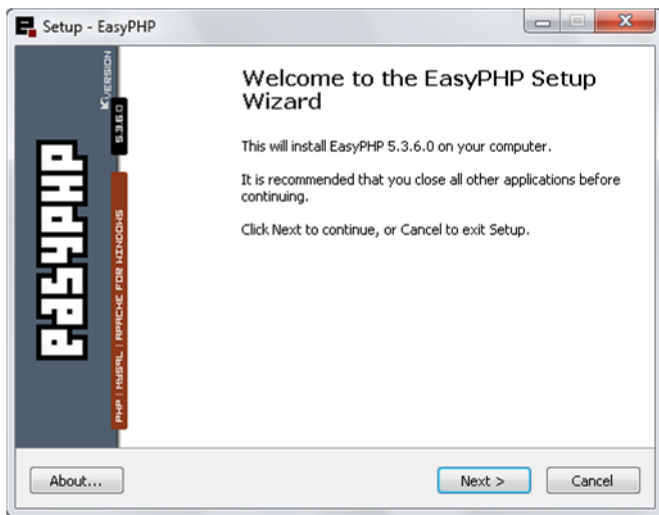 Setup - EasyPHP
VERSION
5.3.6.0
easyphp
PHP | MYSQL | APACHE FOR WINDOWS
Welcome to the EasyPHP Setup
Wizard
This will install EasyPHP 5.3.6.0 on your computer.
It is recommended that you close all other applications before
continuing.
Click Next to continue, or Cancel to exit Setup.
About...
Next >
Cancel